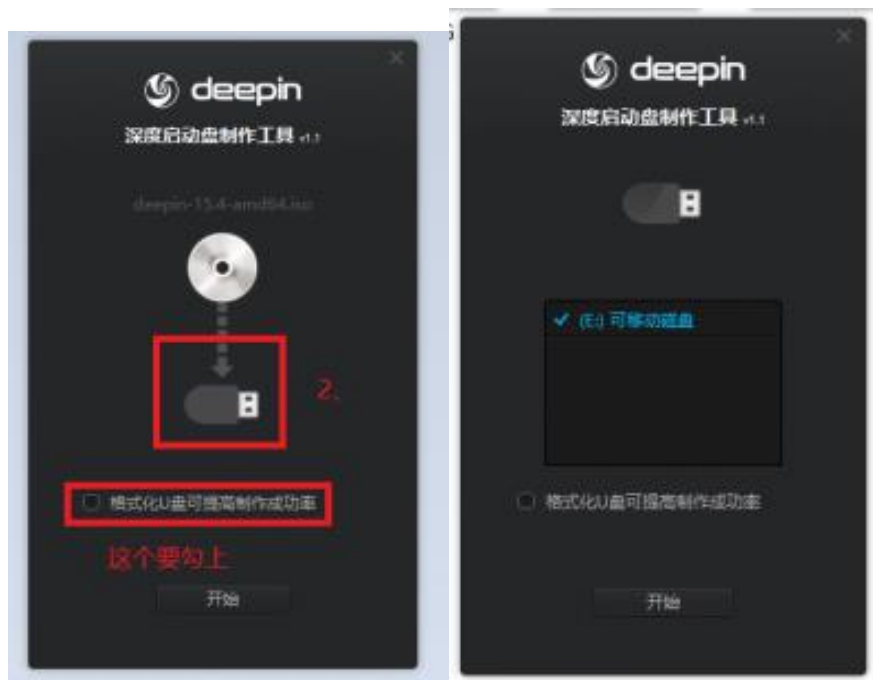 deepin
深度启动盘制作工具 v1.1
deepin-15.4-amd64.iso
2、
格式化U盘可提高制作成功率
这个要勾上
开始
deepin
深度启动盘制作工具 v1.1
(E:) 可移动磁盘
格式化U盘可提高制作成功率
开始